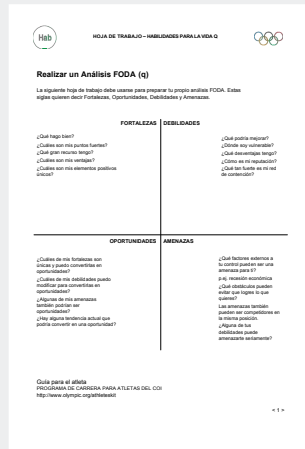 Hab
HOJA DE TRABAJO – HABILIDADES PARA LA VIDA Q
Realizar un Análisis FODA (q)
La siguiente hoja de trabajo debe usarse para preparar tu propio análisis FODA. Estas
siglas quieren decir Fortalezas, Oportunidades, Debilidades y Amenazas.
FORTALEZAS
¿Qué hago bien?
¿Cuáles son mis puntos fuertes?
¿Qué gran recurso tengo?
¿Cuáles son mis ventajas?
¿Cuáles son mis elementos positivos
únicos?
DEBILIDADES
¿Qué podría mejorar?
¿Dónde soy vulnerable?
¿Qué desventajas tengo?
¿Cómo es mi reputación?
¿Qué tan fuerte es mi red
de contención?
OPORTUNIDADES
¿Cuáles de mis fortalezas son
únicas y puedo convertirlas en
oportunidades?
¿Cuáles de mis debilidades puedo
modificar para convertirlas en
oportunidades?
¿Algunas de mis amenazas
también podrían ser
oportunidades?
¿Hay alguna tendencia actual que
podría convertir en una oportunidad?
AMENAZAS
¿Qué factores externos a
tu control pueden ser una
amenaza para ti?
p.ej. recesión económica
¿Qué obstáculos pueden
evitar que logres lo que
quieres?
Las amenazas también
pueden ser competidores en
la misma posición.
¿Alguna de tus
debilidades puede
amenazarte seriamente?
Guía para el atleta
PROGRAMA DE CARRERA PARA ATLETAS DEL COI
http://www.olympic.org/athleteskit
< 1 >